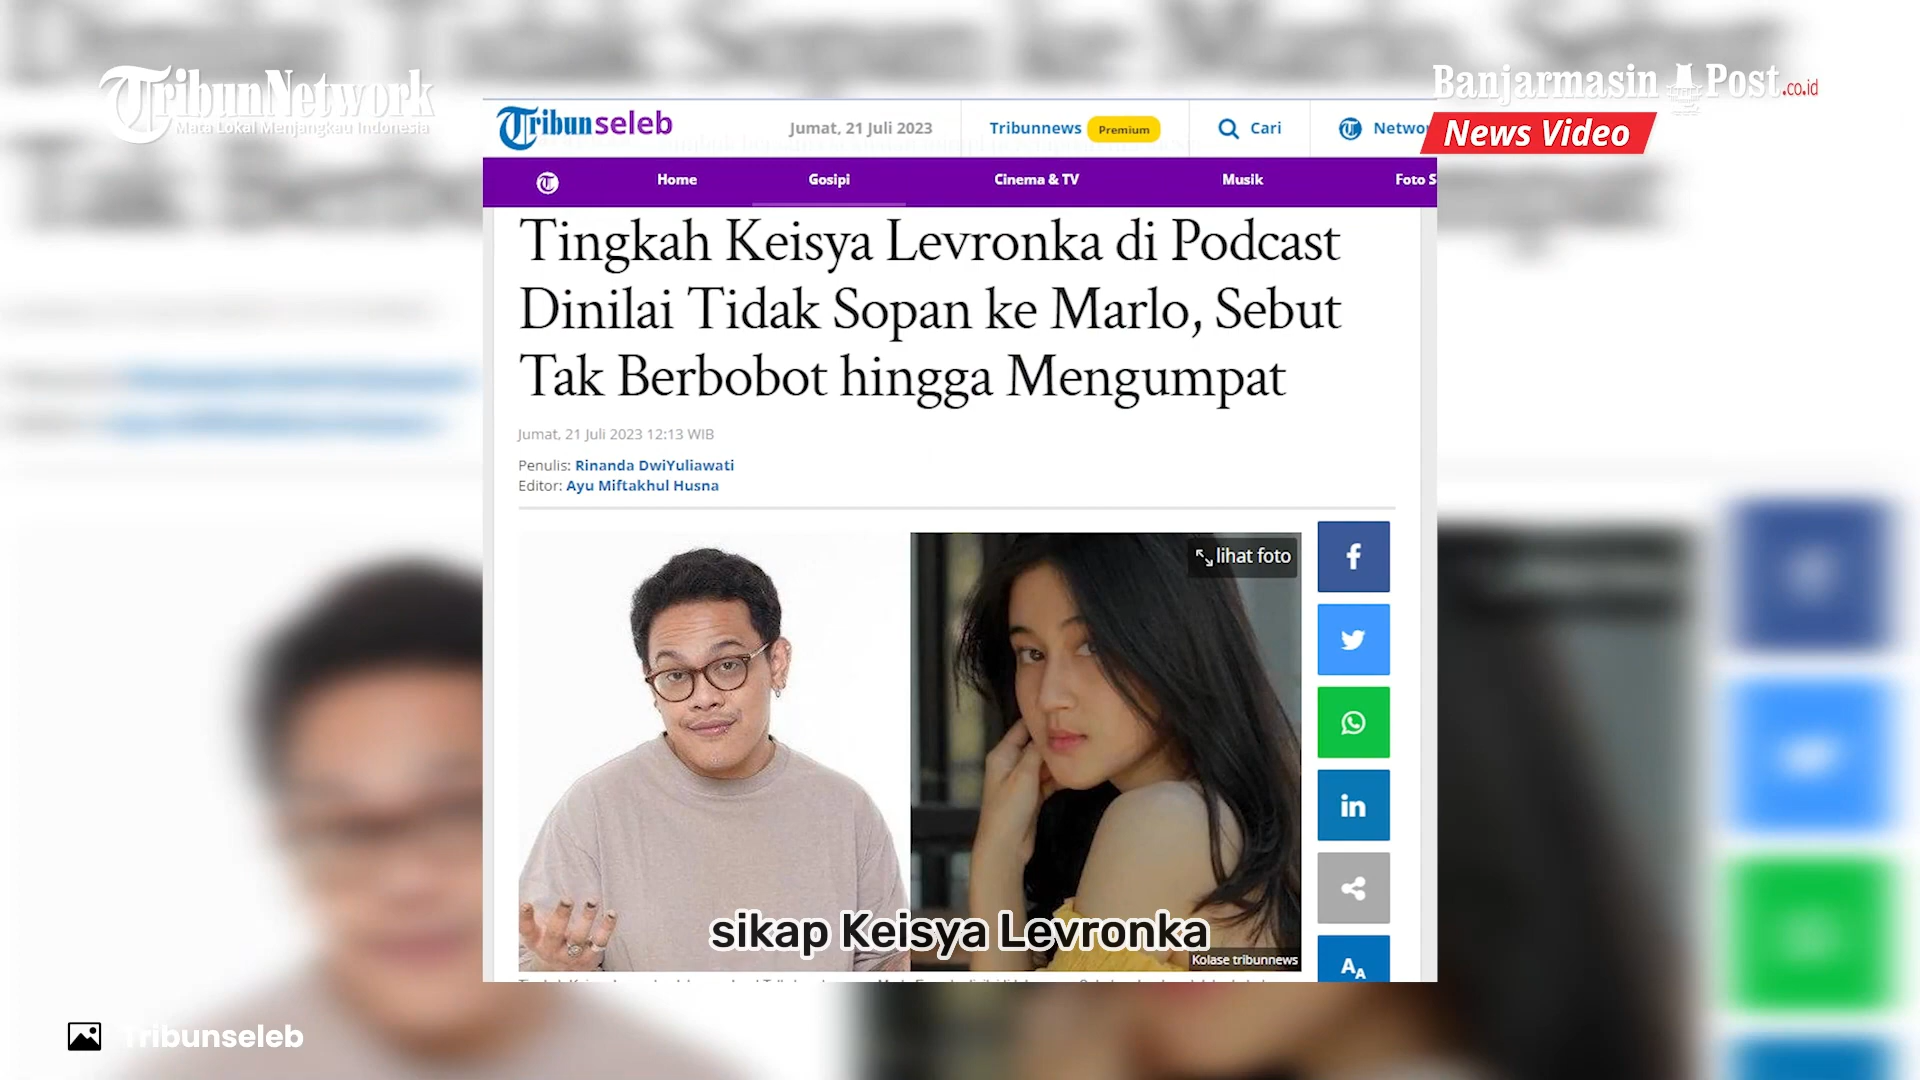 TribunNetwork
Mata Lokal Menjangkau Indonesia
Banjarmasin Post.co.id
News Video
Tribunseleb
Jumat, 21 Juli 2023
Tribunnews Premium
Cari
Networ
Home
Gosipi
Cinema & TV
Musik
Foto S
Tingkah Keisya Levronka di Podcast
Dinilai Tidak Sopan ke Marlo, Sebut
Tak Berbobot hingga Mengumpat
Jumat, 21 Juli 2023 12:13 WIB
Penulis: Rinanda DwiYuliawati
Editor: Ayu Miftakhul Husna
lihat foto
sikap Keisya Levronka
Kolase tribunnews
Tribunseleb